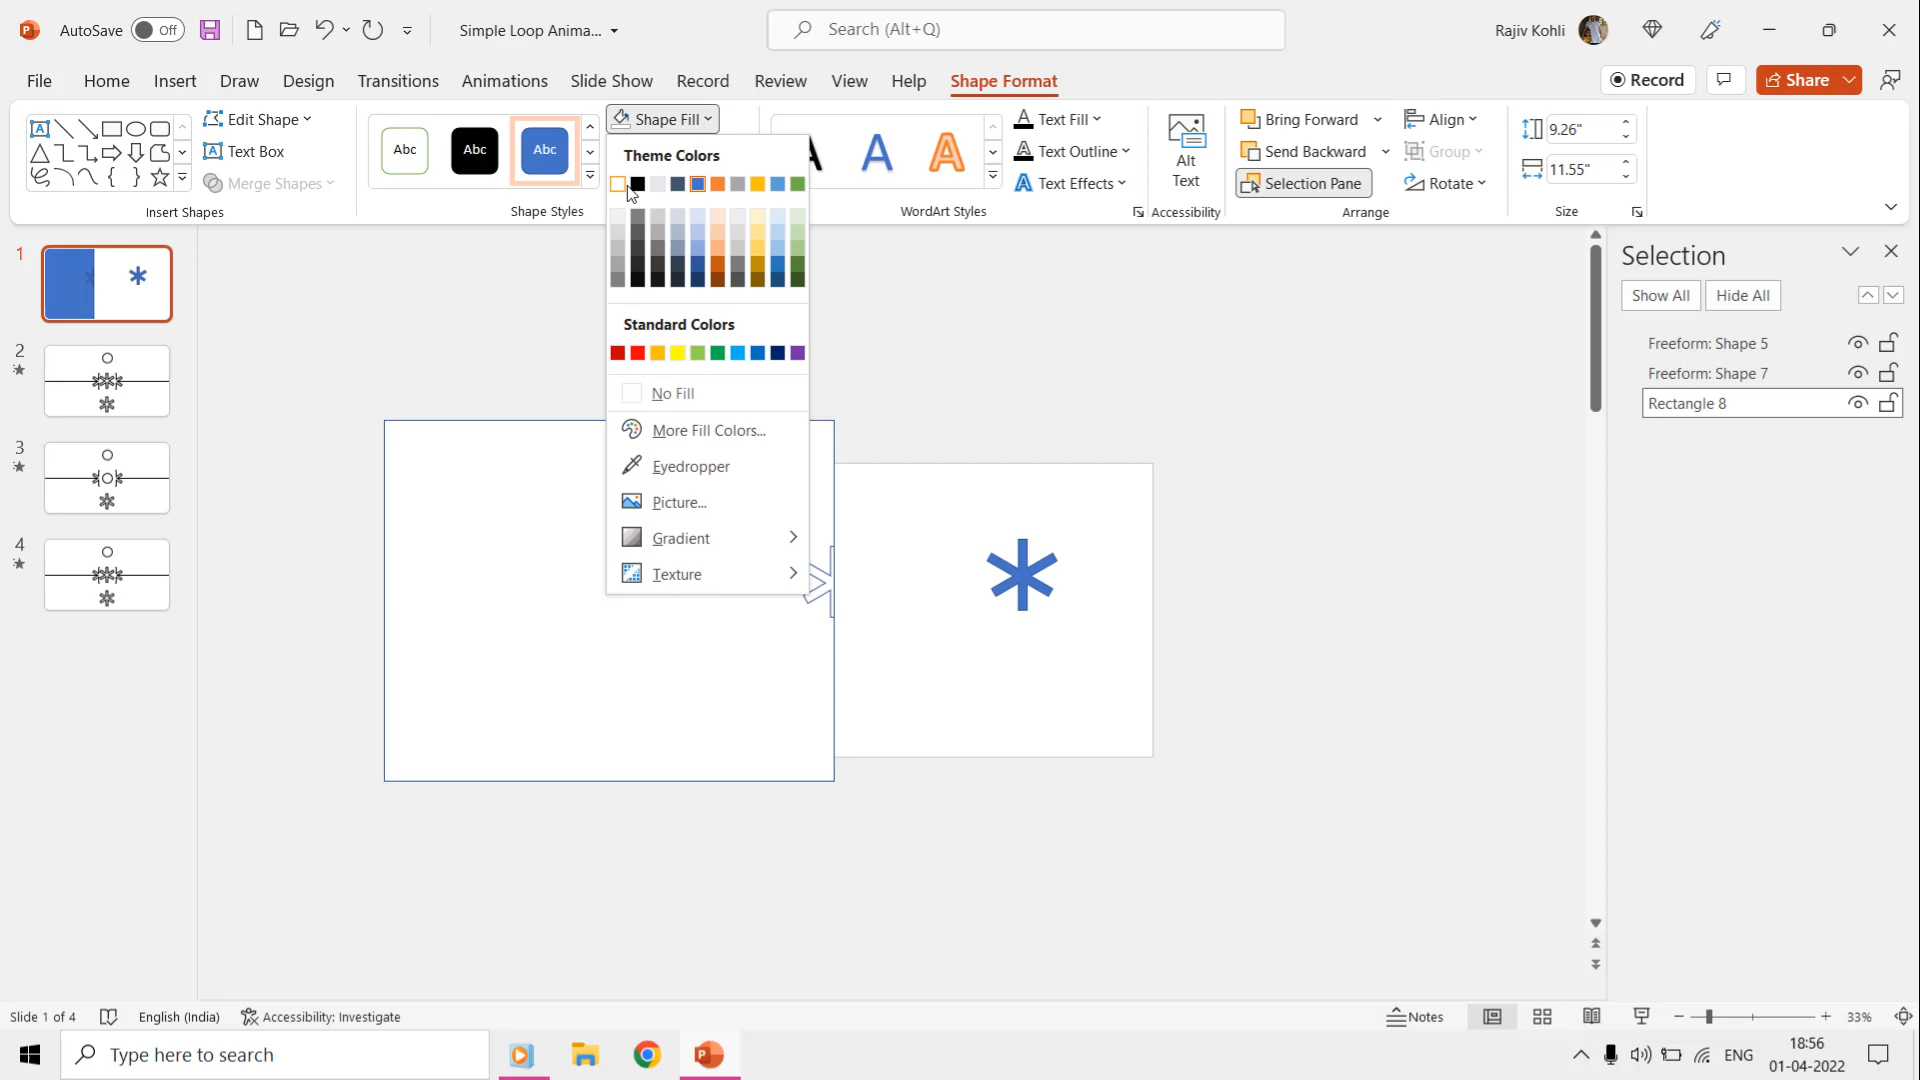 AutoSave
Off
Simple Loop Anima...
Search (Alt+Q)
Rajiv Kohli
File
Home
Insert
Draw
Design
Transitions
Animations
Slide Show
Record
Review
View
Help
Shape Format
Record
Share
Edit Shape
Text Box
Merge Shapes
Insert Shapes
Abc
Abc
Abc
Shape Styles
Shape Fill
Theme Colors
Standard Colors
No Fill
More Fill Colors...
Eyedropper
Picture...
Gradient
Texture
A
A
A
Text Fill
Text Outline
Text Effects
WordArt Styles
Alt
Text
Accessibility
Bring Forward
Send Backward
Selection Pane
Align
Group
Rotate
Arrange
9.26"
11.55"
Size
1
2
3
4
Selection
Show All
Hide All
Freeform: Shape 5
Freeform: Shape 7
Rectangle 8
Slide 1 of 4
English (India)
Accessibility: Investigate
Notes
33%
Type here to search
ENG
18:56
01-04-2022